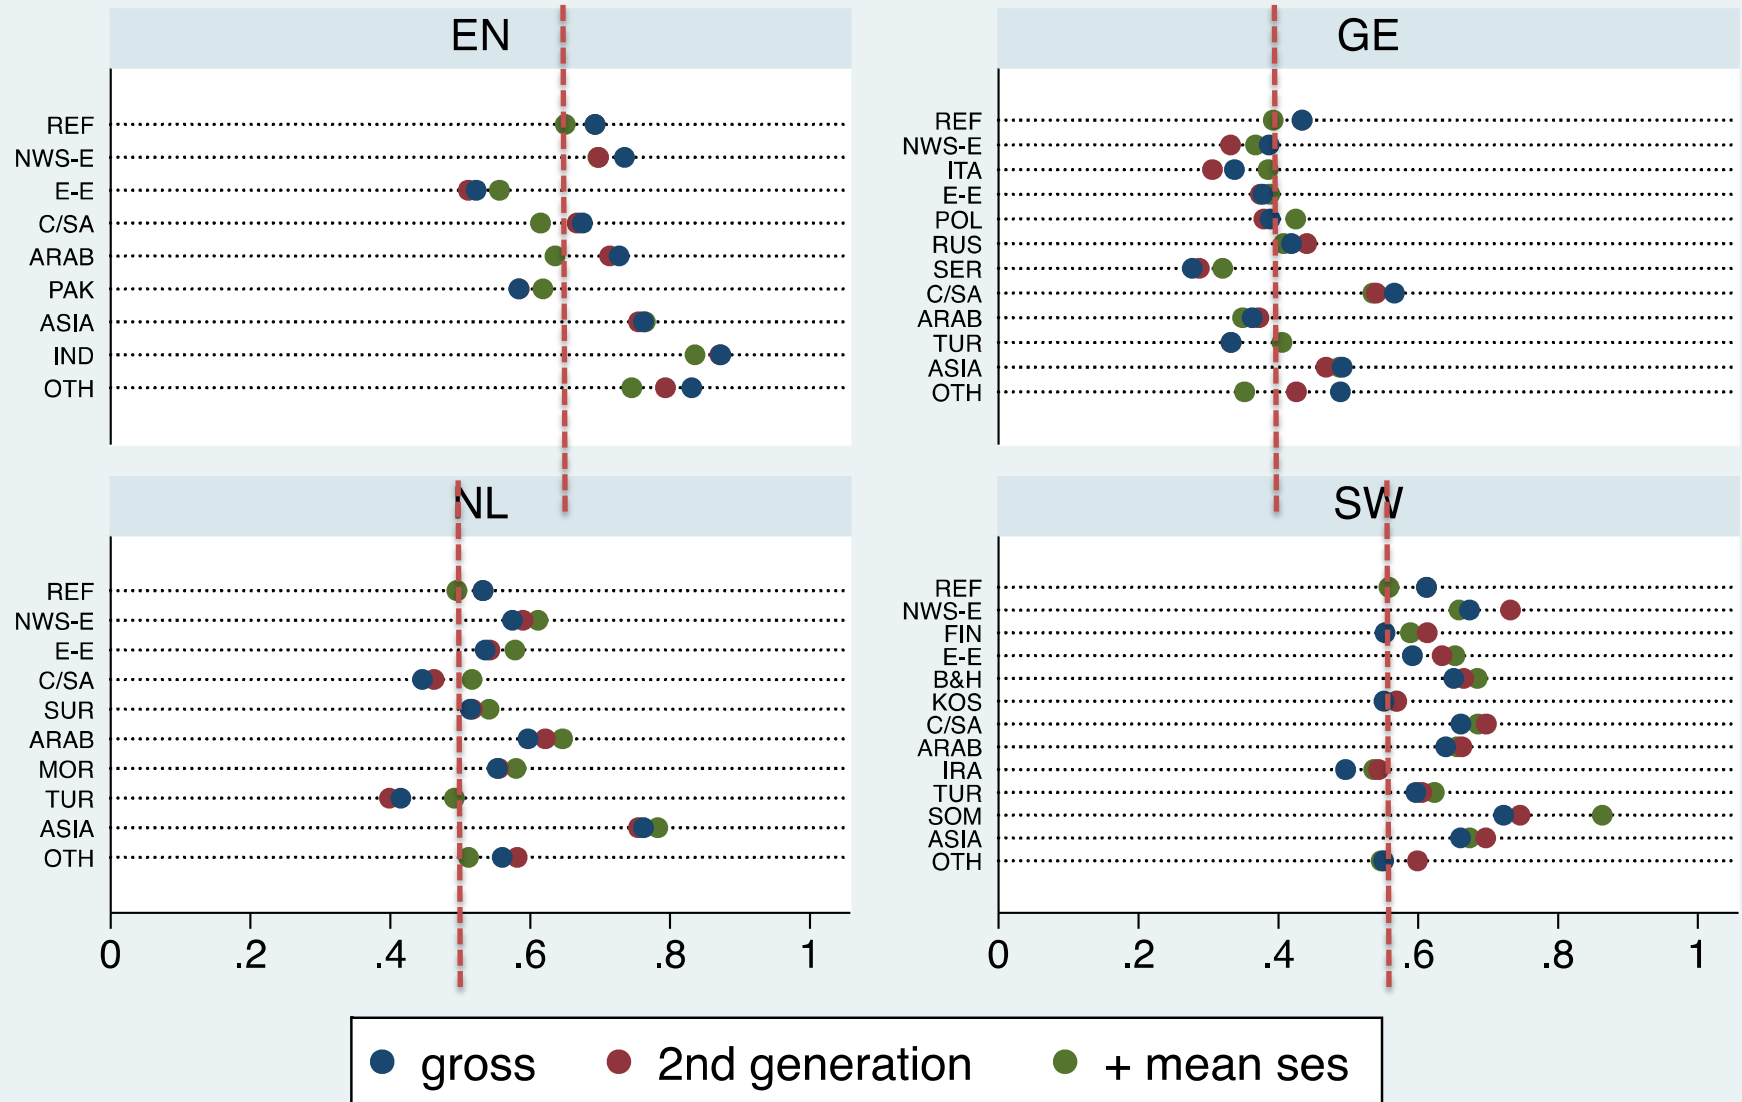 EN
REF
NWS-E
E-E
C/SA
ARAB
PAK
ASIA
IND
OTH
GE
REF
NWS-E
ITA
E-E
POL
RUS
SER
C/SA
ARAB
TUR
ASIA
OTH
NL
REF
NWS-E
E-E
C/SA
SUR
ARAB
MOR
TUR
ASIA
OTH
0 .2 .4 .6 .8 1
SW
REF
NWS-E
FIN
E-E
B&H
KOS
C/SA
ARAB
IRA
TUR
SOM
ASIA
OTH
0 .2 .4 .6 .8 1
gross 2nd generation + mean ses